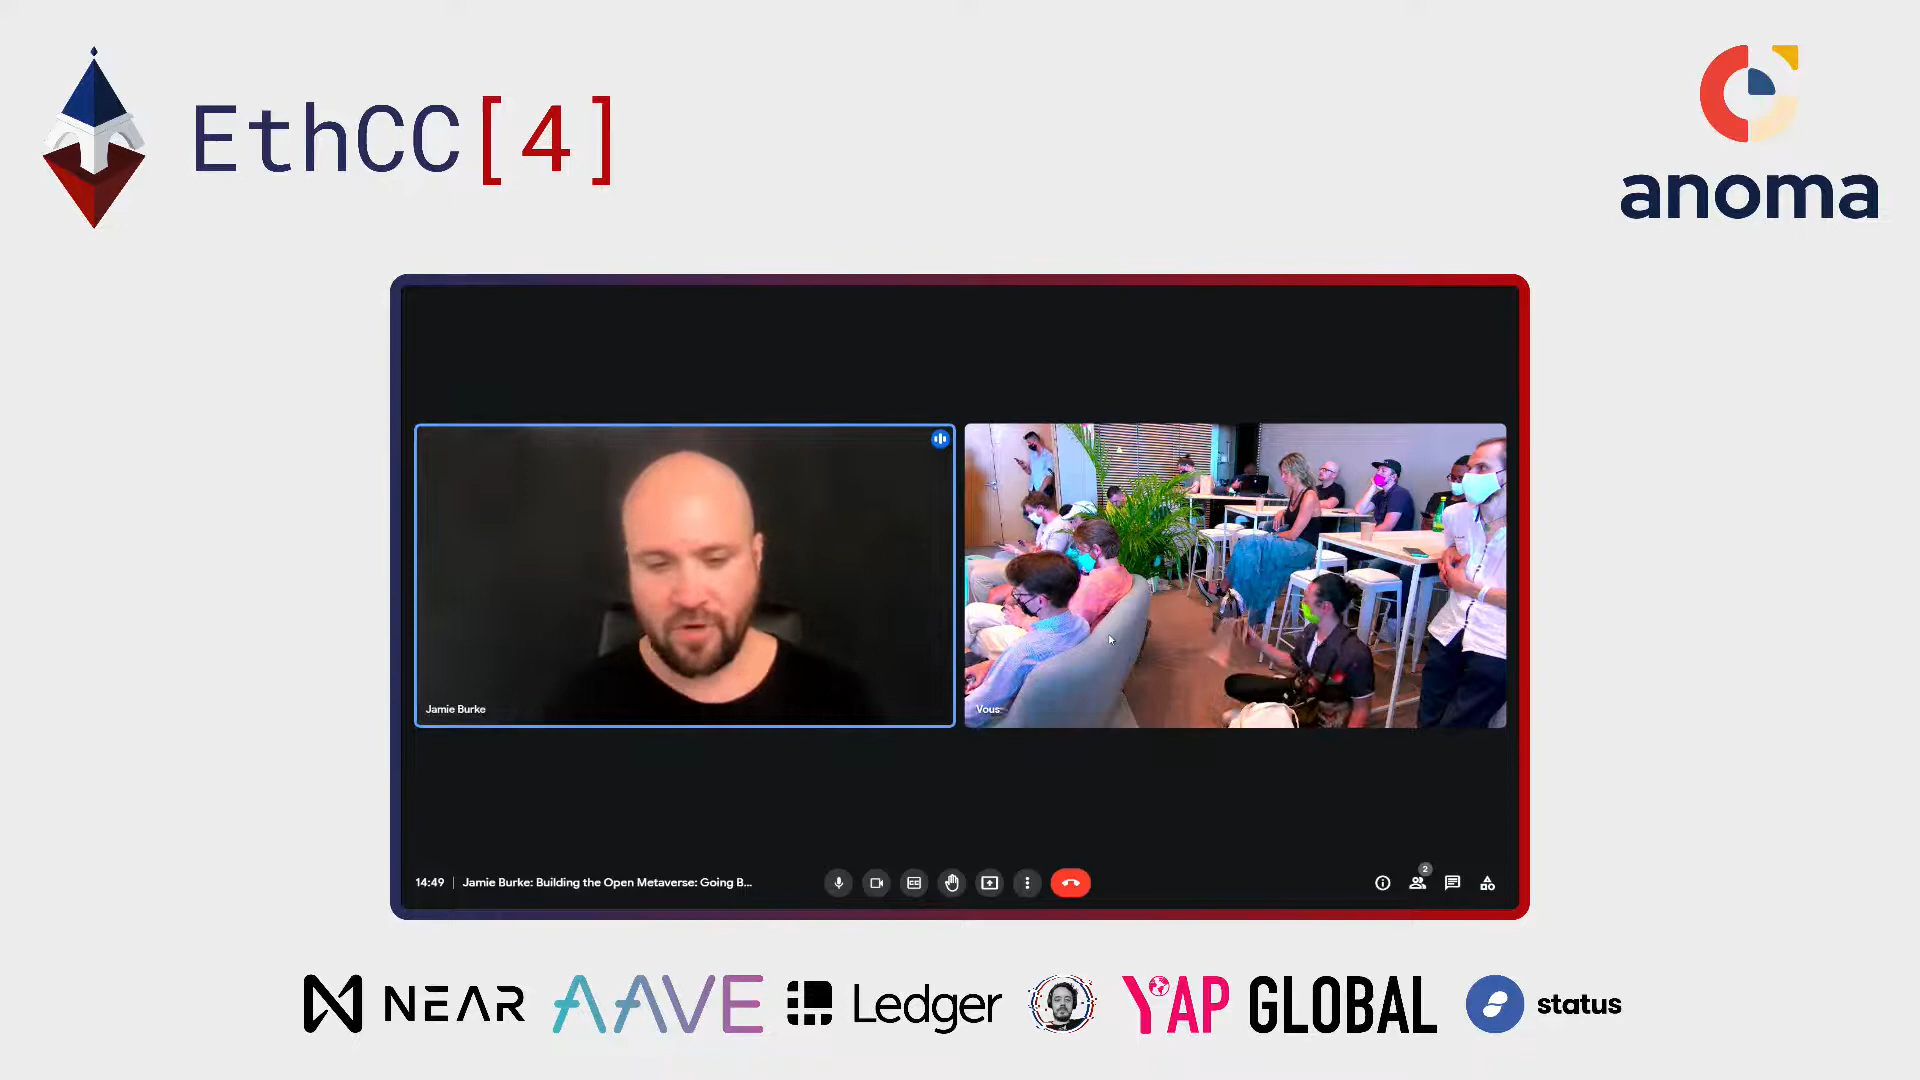 EthCC[4]
anoma
Jamie Burke
Vous
14:49 | Jamie Burke: Building the Open Metaverse: Going B...
2
NEAR AAVE Ledger YAP GLOBAL status